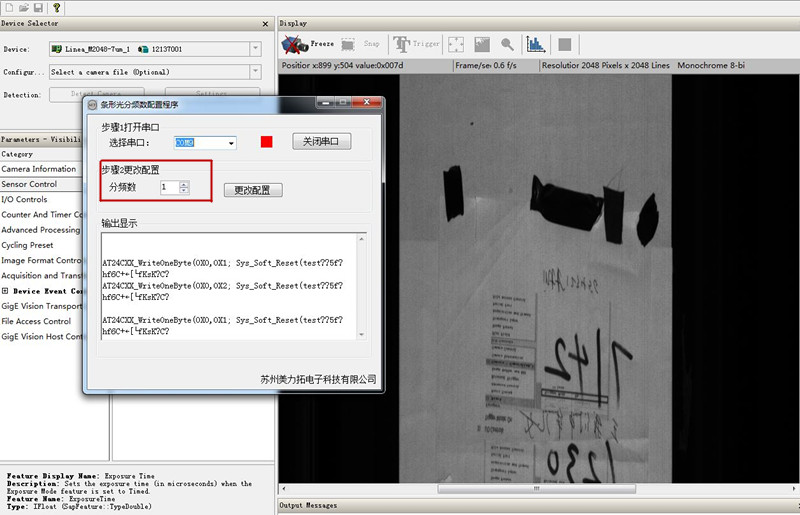 Device Selector
Device:
Linea_M2048-7um_1
12137001
Configur...
Select a camera file (Optional)
Detection:
Detect Camera
Settings
Parameters - Visibili
Category
Camera Information
Sensor Control
I/O Controls
Counter And Timer Co
Advanced Processing
Cycling Preset
Image Format Contro
Acquisition and Trans
Device Event Con
GigE Vision Transport
File Access Control
GigE Vision Host Cont
Feature Display Name: Exposure Time
Description: Sets the exposure time (in microseconds) when the
Exposure Mode feature is set to Timed.
Feature Name: ExposureTime
Type: IFloat (SapFeature::TypeDouble)
条形光分频数配置程序
步骤1打开串口
选择串口:
COM9
关闭串口
步骤2更改配置
分频数
1
更改配置
输出显示
AT24CXX_WriteOneByte(0X0,0X1; Sys_Soft_Reset(test775f?
AT24CXX_WriteOneByte(0X0,0X2; Sys_Soft_Reset(test775f?
AT24CXX_WriteOneByte(0X0,0X1; Sys_Soft_Reset(test775f?
苏州美力拓电子科技有限公司
Display
Freeze
Snap
Trigger
Position x:899 y:504 value:0x007d
Frame/sec 0.6 f/s
Resolution 2048 Pixels x 2048 Lines
Monochrome 8-bi
Output Messages